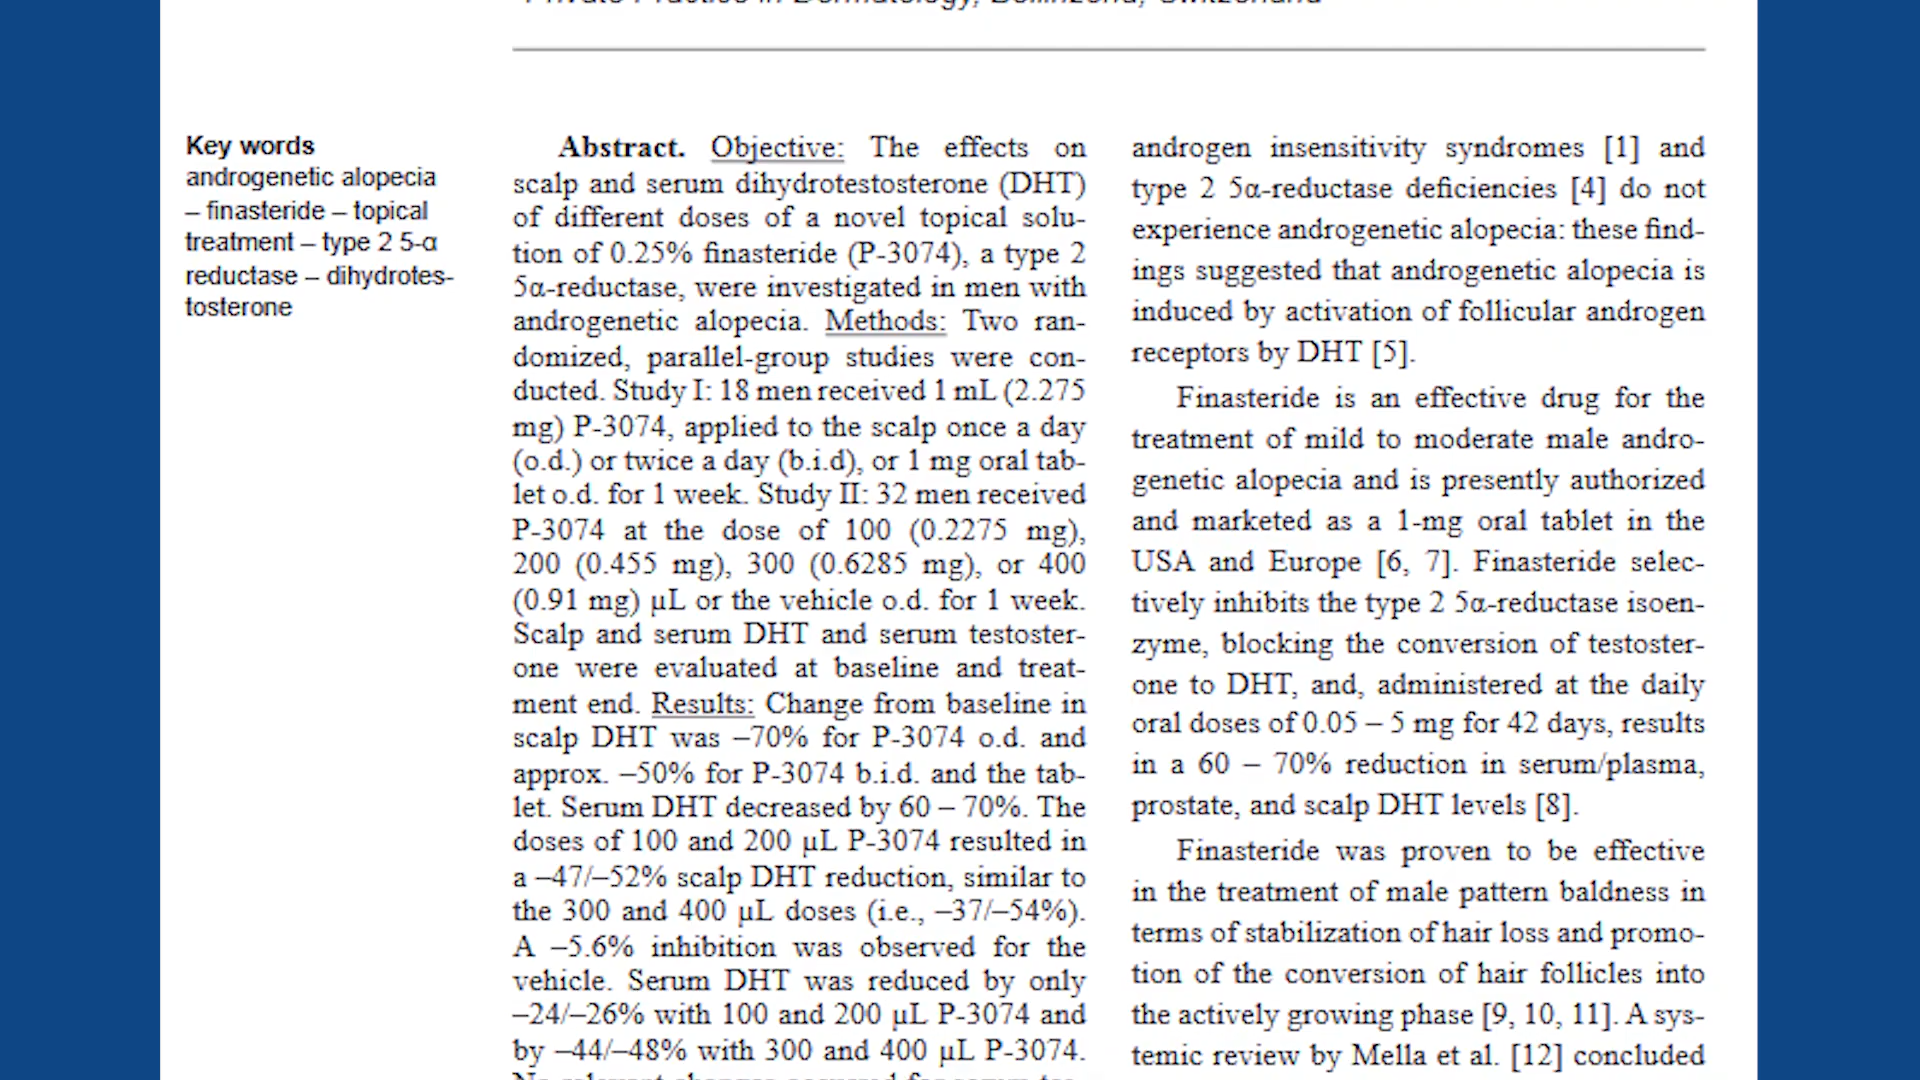 Private Practice in Dermatology, Bellinzona, Switzerland
Key words
androgenetic alopecia
– finasteride – topical
treatment – type 2 5-α
reductase – dihydrotes-
tosterone
Abstract. Objective: The effects on
scalp and serum dihydrotestosterone (DHT)
of different doses of a novel topical solu-
tion of 0.25% finasteride (P-3074), a type 2
5α-reductase, were investigated in men with
androgenetic alopecia. Methods: Two ran-
domized, parallel-group studies were con-
ducted. Study I: 18 men received 1 mL (2.275
mg) P-3074, applied to the scalp once a day
(o.d.) or twice a day (b.i.d), or 1 mg oral tab-
let o.d. for 1 week. Study II: 32 men received
P-3074 at the dose of 100 (0.2275 mg),
200 (0.455 mg), 300 (0.6285 mg), or 400
(0.91 mg) µL or the vehicle o.d. for 1 week.
Scalp and serum DHT and serum testoster-
one were evaluated at baseline and treat-
ment end. Results: Change from baseline in
scalp DHT was –70% for P-3074 o.d. and
approx. –50% for P-3074 b.i.d. and the tab-
let. Serum DHT decreased by 60 – 70%. The
doses of 100 and 200 µL P-3074 resulted in
a –47/–52% scalp DHT reduction, similar to
the 300 and 400 µL doses (i.e., –37/–54%).
A –5.6% inhibition was observed for the
vehicle. Serum DHT was reduced by only
–24/–26% with 100 and 200 µL P-3074 and
by –44/–48% with 300 and 400 µL P-3074.
No relevant changes occurred for serum tes-
androgen insensitivity syndromes [1] and
type 2 5α-reductase deficiencies [4] do not
experience androgenetic alopecia: these find-
ings suggested that androgenetic alopecia is
induced by activation of follicular androgen
receptors by DHT [5].
Finasteride is an effective drug for the
treatment of mild to moderate male andro-
genetic alopecia and is presently authorized
and marketed as a 1-mg oral tablet in the
USA and Europe [6, 7]. Finasteride selec-
tively inhibits the type 2 5α-reductase isoen-
zyme, blocking the conversion of testoster-
one to DHT, and, administered at the daily
oral doses of 0.05 – 5 mg for 42 days, results
in a 60 – 70% reduction in serum/plasma,
prostate, and scalp DHT levels [8].
Finasteride was proven to be effective
in the treatment of male pattern baldness in
terms of stabilization of hair loss and promo-
tion of the conversion of hair follicles into
the actively growing phase [9, 10, 11]. A sys-
temic review by Mella et al. [12] concluded